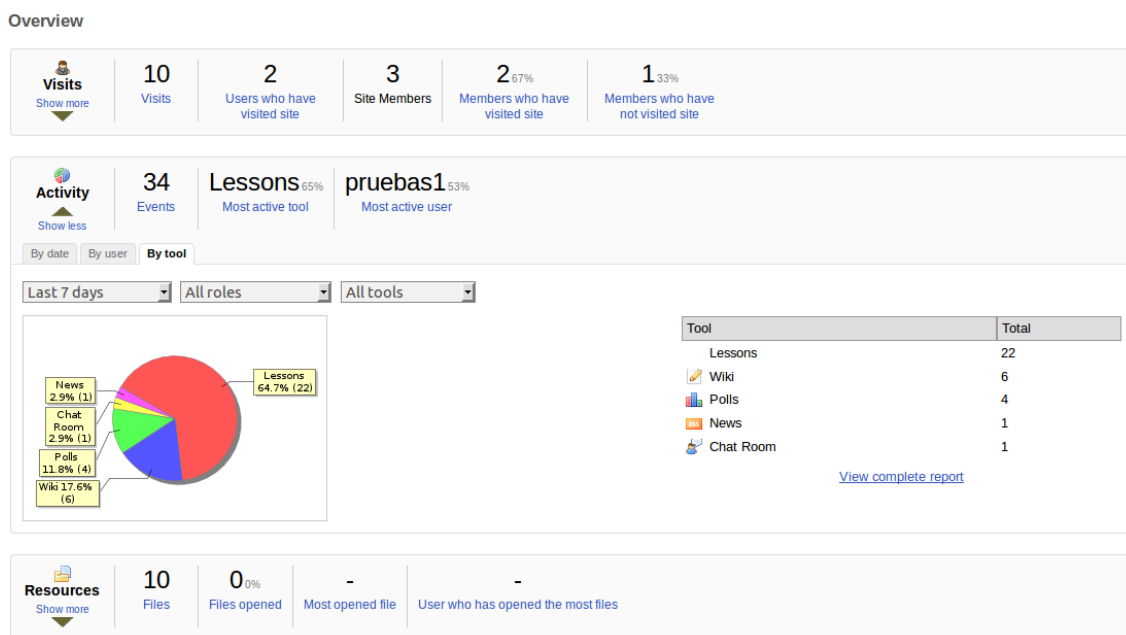 Overview
Visits
Show more
10
Visits
2
Users who have
visited site
3
Site Members
2 67%
Members who have
visited site
1 33%
Members who have
not visited site
Activity
Show less
34
Events
Lessons 65%
Most active tool
pruebas1 53%
Most active user
By date By user By tool
Last 7 days All roles All tools
Lessons
64.7% (22)
News
2.9% (1)
Chat
Room
2.9% (1)
Polls
11.8% (4)
Wiki 17.6%
(6)
Tool Total
Lessons 22
Wiki 6
Polls 4
News 1
Chat Room 1
View complete report
Resources
Show more
10
Files
0 0%
Files opened
-
Most opened file
-
User who has opened the most files